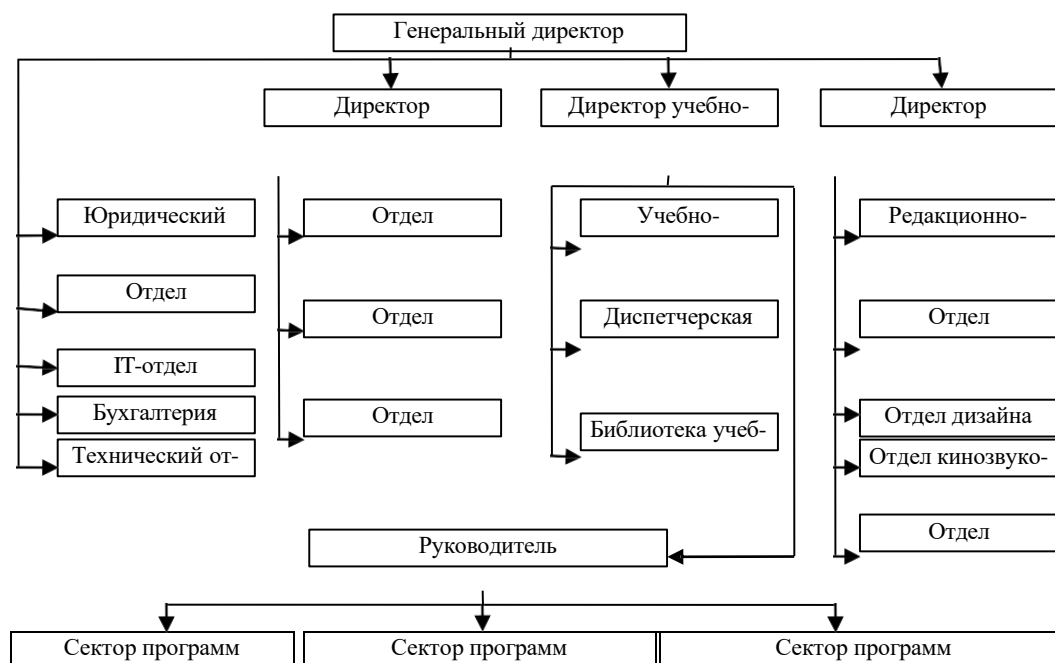 Генеральный директор
Директор
Директор учебно-
Директор
Юридический
Отдел
Учебно-
Редакционно-
Отдел
Отдел
Диспетчерская
Отдел
IT-отдел
Бухгалтерия
Отдел
Библиотека учеб-
Отдел дизайна
Технический от-
Отдел кинозвуко-
Отдел
Руководитель
Сектор программ
Сектор программ
Сектор программ